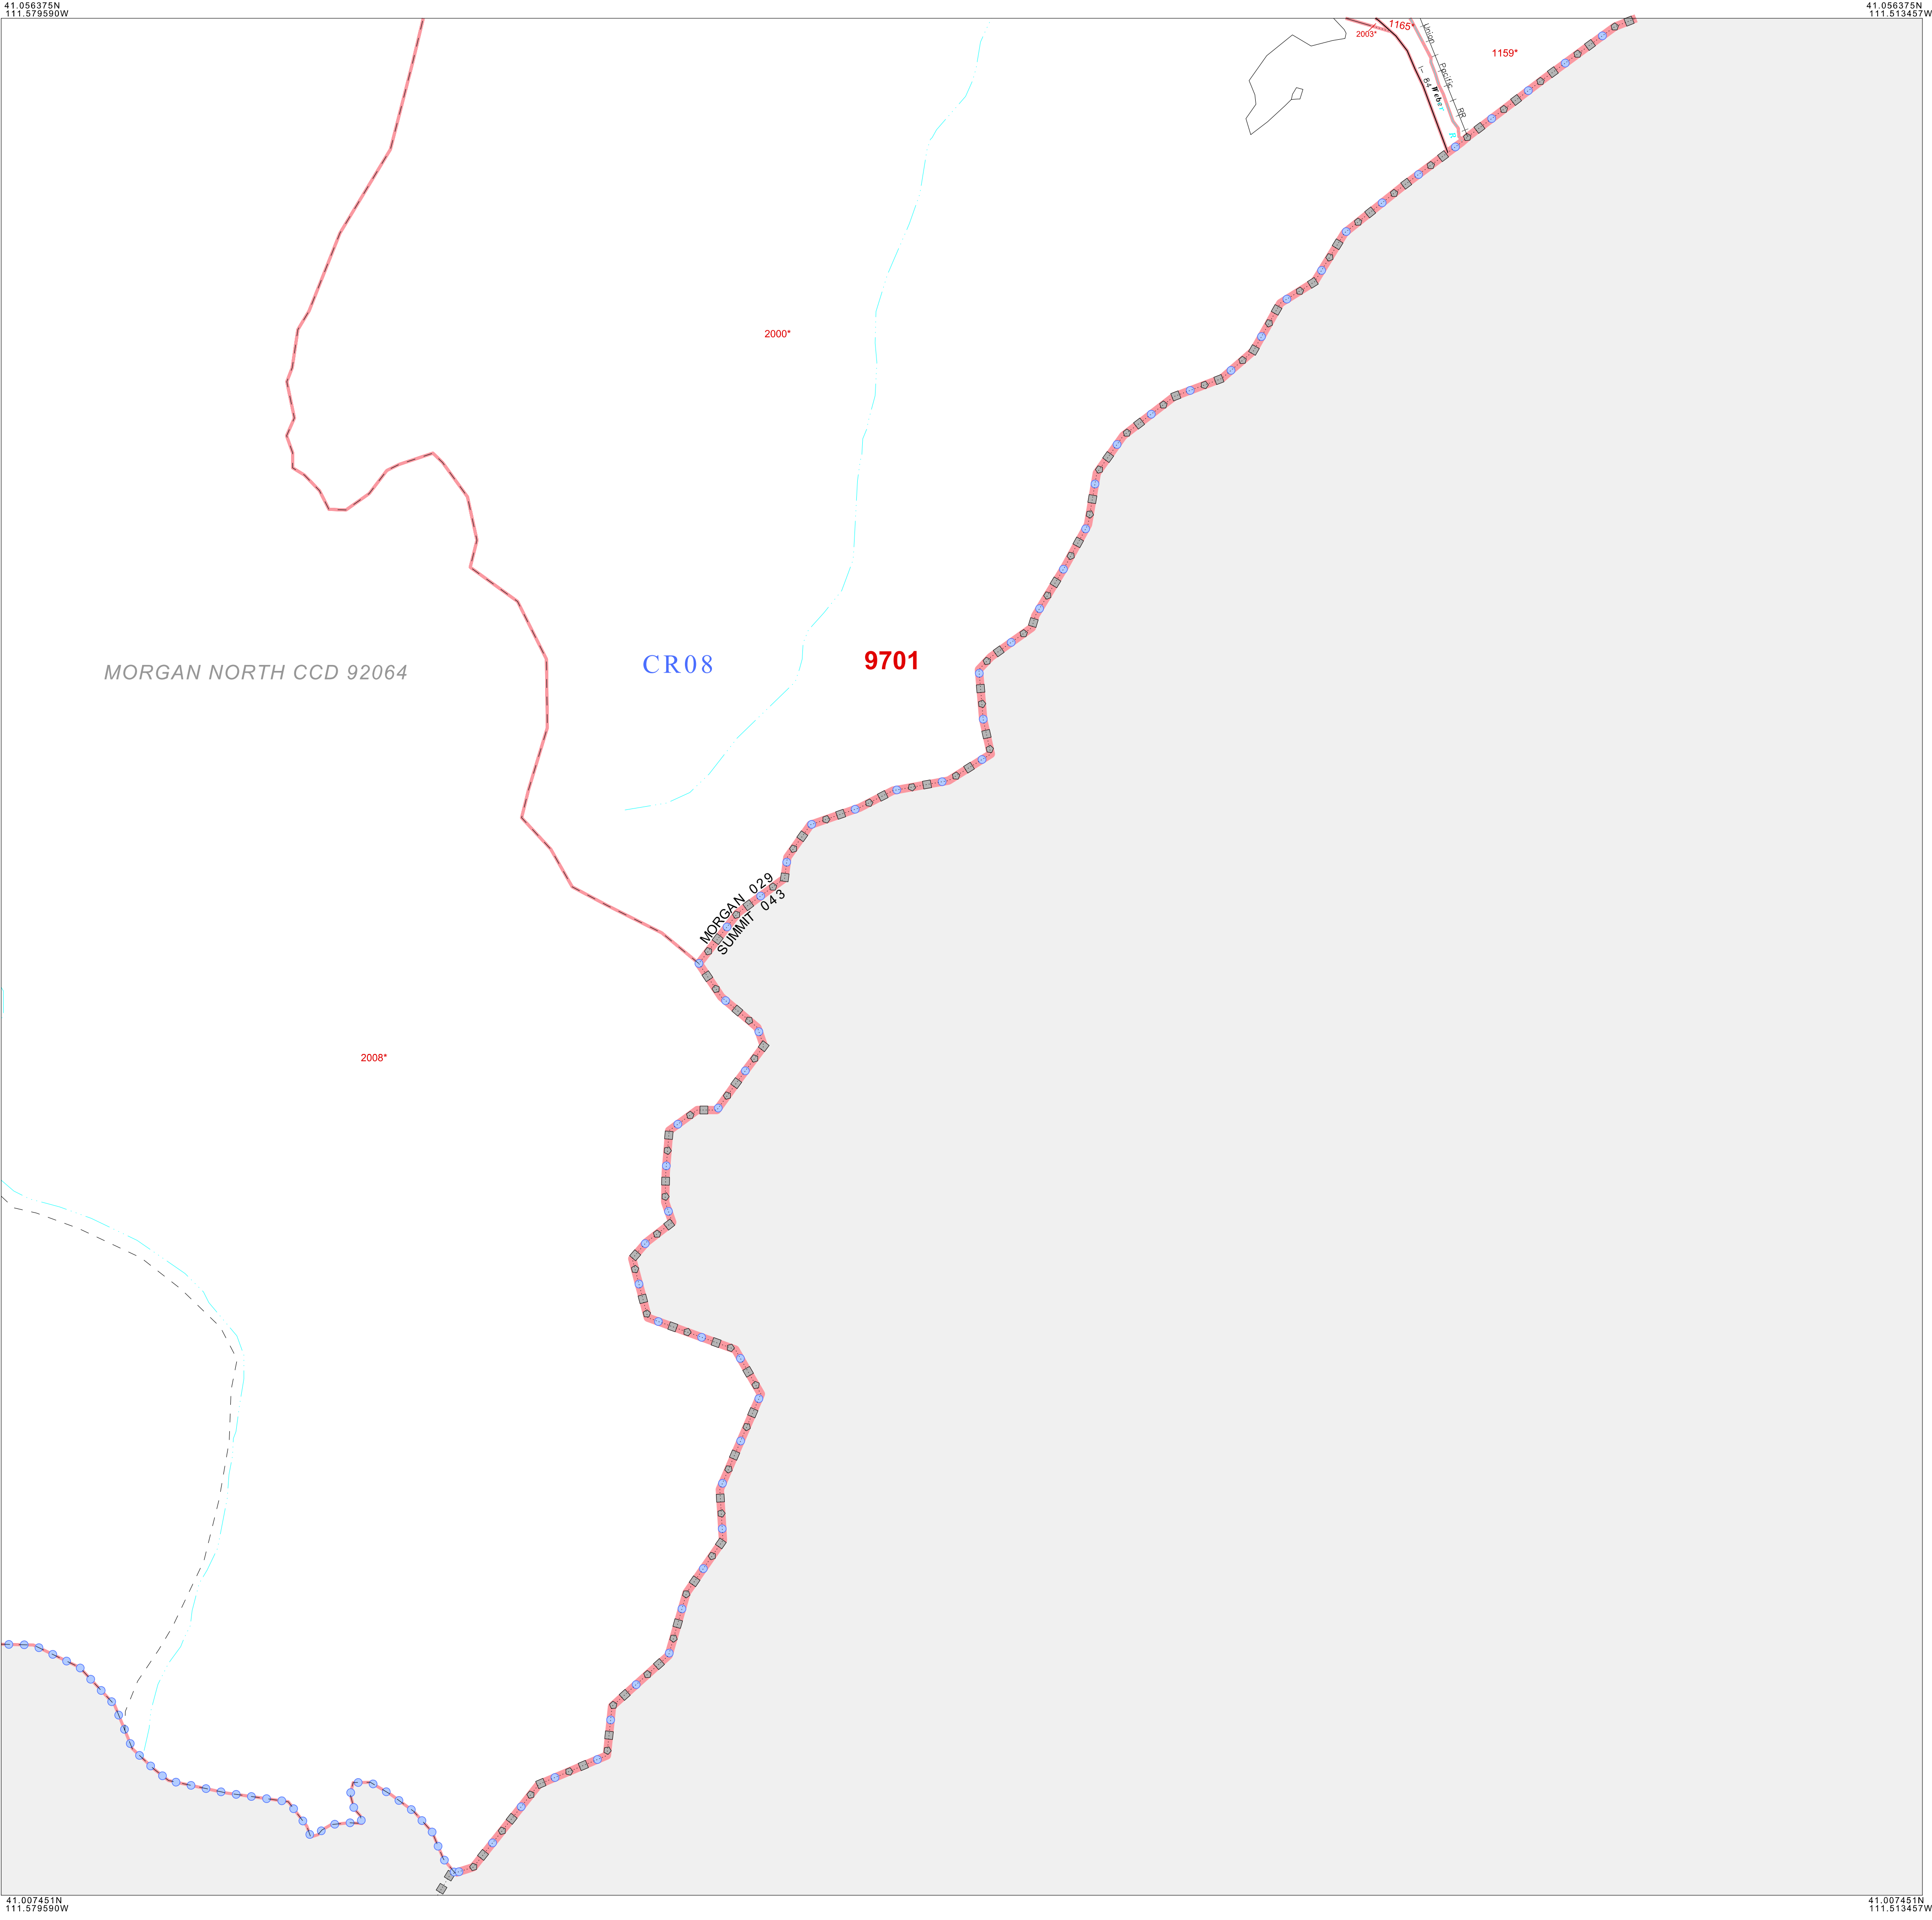 41.056375N
111.579590W
41.056375N
111.513457W
1165*
2003*
Union Pacific RR
1159*
I- 84
Weber R
2000*
MORGAN NORTH CCD 92064
CR08
9701
MORGAN 029
SUMMIT 043
2008*
41.007451N
111.579590W
41.007451N
111.513457W